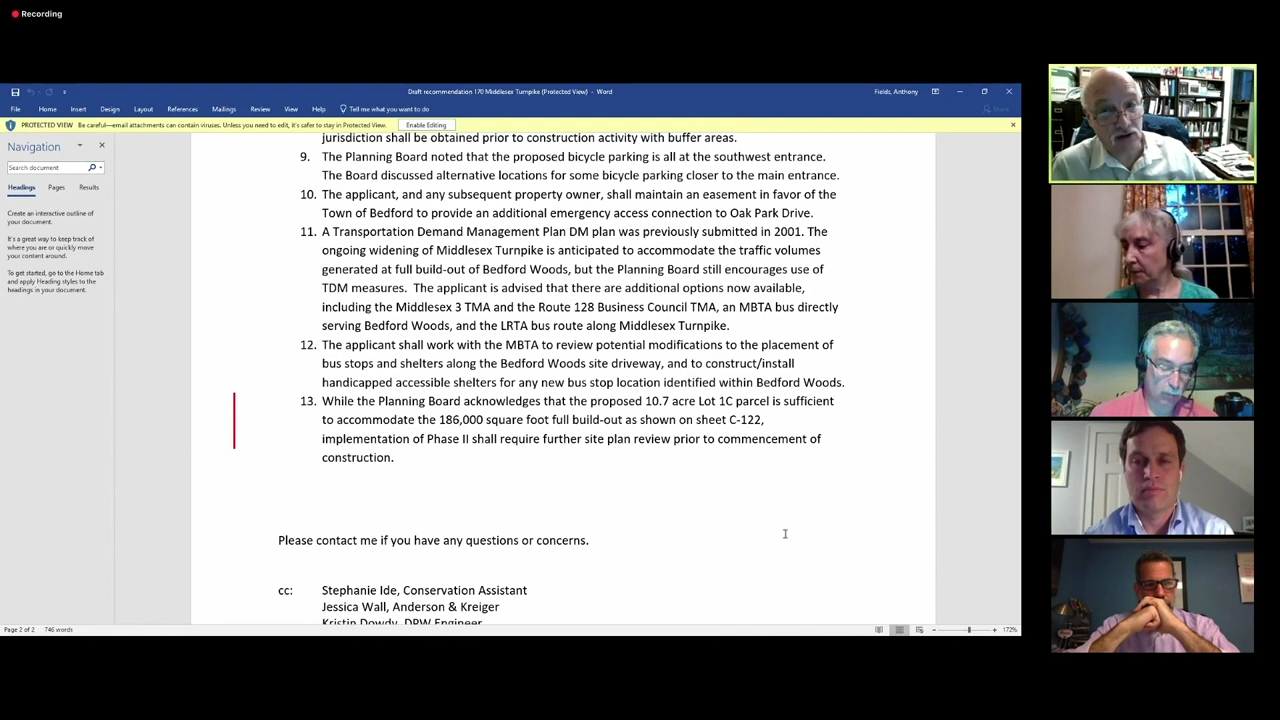 Recording
Draft recommendation 170 Middlesex Turnpike (Protected View) - Word
Fields, Anthony
File Home Insert Design Layout References Mailings Review View Help Tell me what you want to do Share
PROTECTED VIEW Be careful—email attachments can contain viruses. Unless you need to edit, it's safer to stay in Protected View. Enable Editing
Navigation
Search document
Headings Pages Results
Create an interactive outline of
your document.
It's a great way to keep track of
where you are or quickly move
your content around.
To get started, go to the Home tab
and apply Heading styles to the
headings in your document.
jurisdiction shall be obtained prior to construction activity with buffer areas.
9. The Planning Board noted that the proposed bicycle parking is all at the southwest entrance.
The Board discussed alternative locations for some bicycle parking closer to the main entrance.
10. The applicant, and any subsequent property owner, shall maintain an easement in favor of the
Town of Bedford to provide an additional emergency access connection to Oak Park Drive.
11. A Transportation Demand Management Plan DM plan was previously submitted in 2001. The
ongoing widening of Middlesex Turnpike is anticipated to accommodate the traffic volumes
generated at full build-out of Bedford Woods, but the Planning Board still encourages use of
TDM measures. The applicant is advised that there are additional options now available,
including the Middlesex 3 TMA and the Route 128 Business Council TMA, an MBTA bus directly
serving Bedford Woods, and the LRTA bus route along Middlesex Turnpike.
12. The applicant shall work with the MBTA to review potential modifications to the placement of
bus stops and shelters along the Bedford Woods site driveway, and to construct/install
handicapped accessible shelters for any new bus stop location identified within Bedford Woods.
13. While the Planning Board acknowledges that the proposed 10.7 acre Lot 1C parcel is sufficient
to accommodate the 186,000 square foot full build-out as shown on sheet C-122,
implementation of Phase II shall require further site plan review prior to commencement of
construction.
Please contact me if you have any questions or concerns.
cc: Stephanie Ide, Conservation Assistant
Jessica Wall, Anderson & Kreiger
Kristin Dowdy, DPW Engineer
Page 2 of 2 746 words
172%